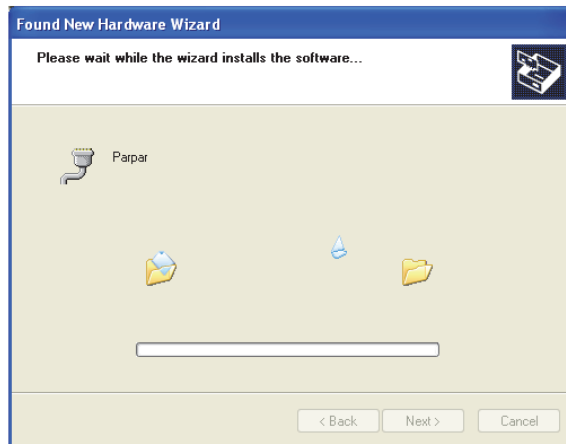 Found New Hardware Wizard
Please wait while the wizard installs the software...
Parpar
< Back
Next >
Cancel